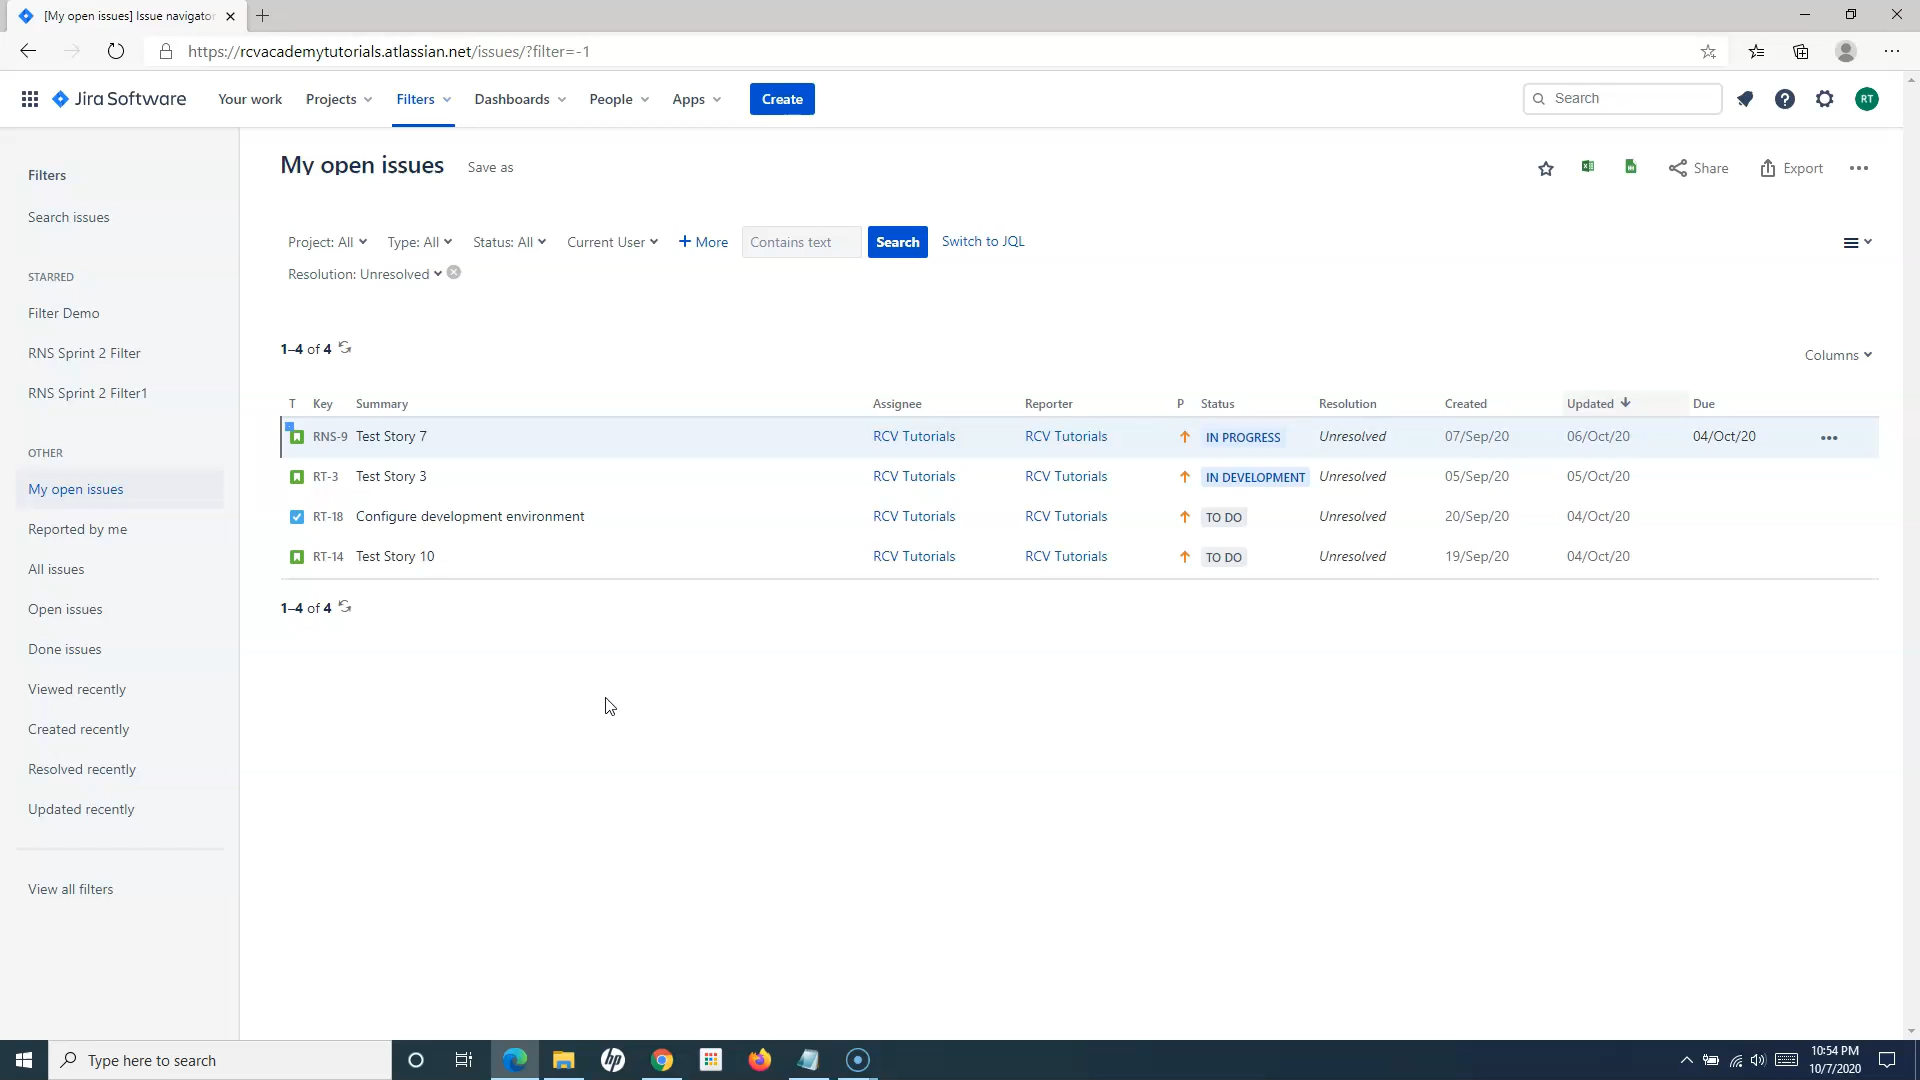 [My open issues] Issue navigator
https://rcvacademytutorials.atlassian.net/issues/?filter=-1
Jira Software Your work Projects Filters Dashboards People Apps Create Search RT
Filters
Search issues
STARRED
Filter Demo
RNS Sprint 2 Filter
RNS Sprint 2 Filter1
OTHER
My open issues
Reported by me
All issues
Open issues
Done issues
Viewed recently
Created recently
Resolved recently
Updated recently
View all filters
My open issues Save as Share Export
Project: All Type: All Status: All Current User + More Contains text Search Switch to JQL
Resolution: Unresolved
1–4 of 4
Columns
T Key Summary Assignee Reporter P Status Resolution Created Updated Due
RNS-9 Test Story 7 RCV Tutorials RCV Tutorials IN PROGRESS Unresolved 07/Sep/20 06/Oct/20 04/Oct/20
RT-3 Test Story 3 RCV Tutorials RCV Tutorials IN DEVELOPMENT Unresolved 05/Sep/20 05/Oct/20
RT-18 Configure development environment RCV Tutorials RCV Tutorials TO DO Unresolved 20/Sep/20 04/Oct/20
RT-14 Test Story 10 RCV Tutorials RCV Tutorials TO DO Unresolved 19/Sep/20 04/Oct/20
1–4 of 4
Type here to search
hp
10:54 PM
10/7/2020